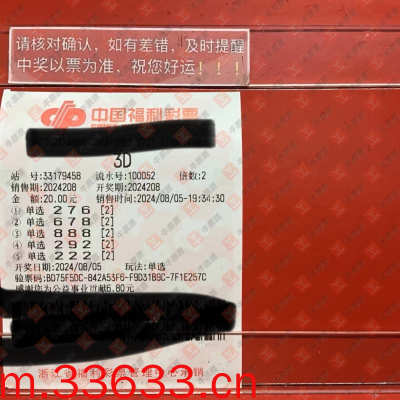 请核对确认，如有差错，及时提醒
中奖以票为准，祝您好运！！！
中国福利彩票
3D
站 号:33179458 流水号:100052 倍数:2
销售期:2024208 开奖期:2024208
金 额:20.00元 销售时间:2024/08/05-19:34:30
① 单选 2 7 6 [2]
② 单选 6 7 8 [2]
③ 单选 8 8 8 [2]
④ 单选 2 9 2 [2]
⑤ 单选 2 2 2 [2]
开奖日期:2024/08/05 玩法:单选
验票码:B075F5DC-842A53F6-F9D31B9C-7F1E257C
感谢您为公益事业贡献6.80元
m.33633.cn